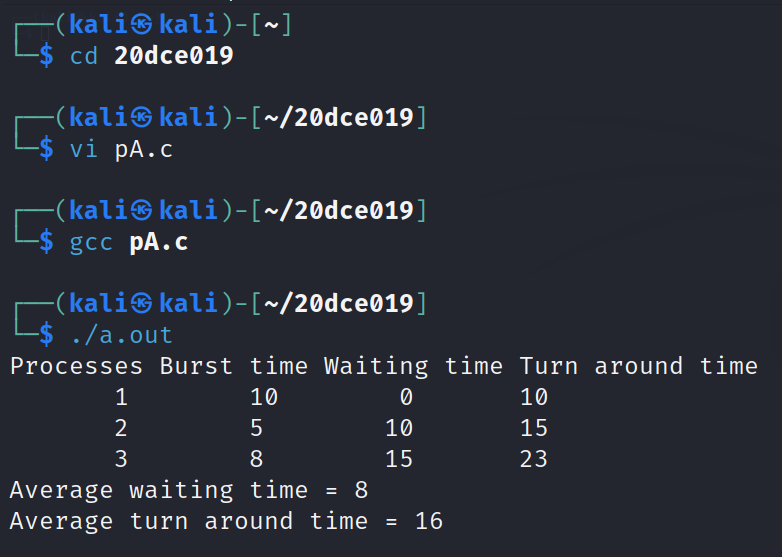 ┌──(kali㉿kali)-[~]
└─$ cd 20dce019
┌──(kali㉿kali)-[~/20dce019]
└─$ vi pA.c
┌──(kali㉿kali)-[~/20dce019]
└─$ gcc pA.c
┌──(kali㉿kali)-[~/20dce019]
└─$ ./a.out
Processes Burst time Waiting time Turn around time
1 10 0 10
2 5 10 15
3 8 15 23
Average waiting time = 8
Average turn around time = 16